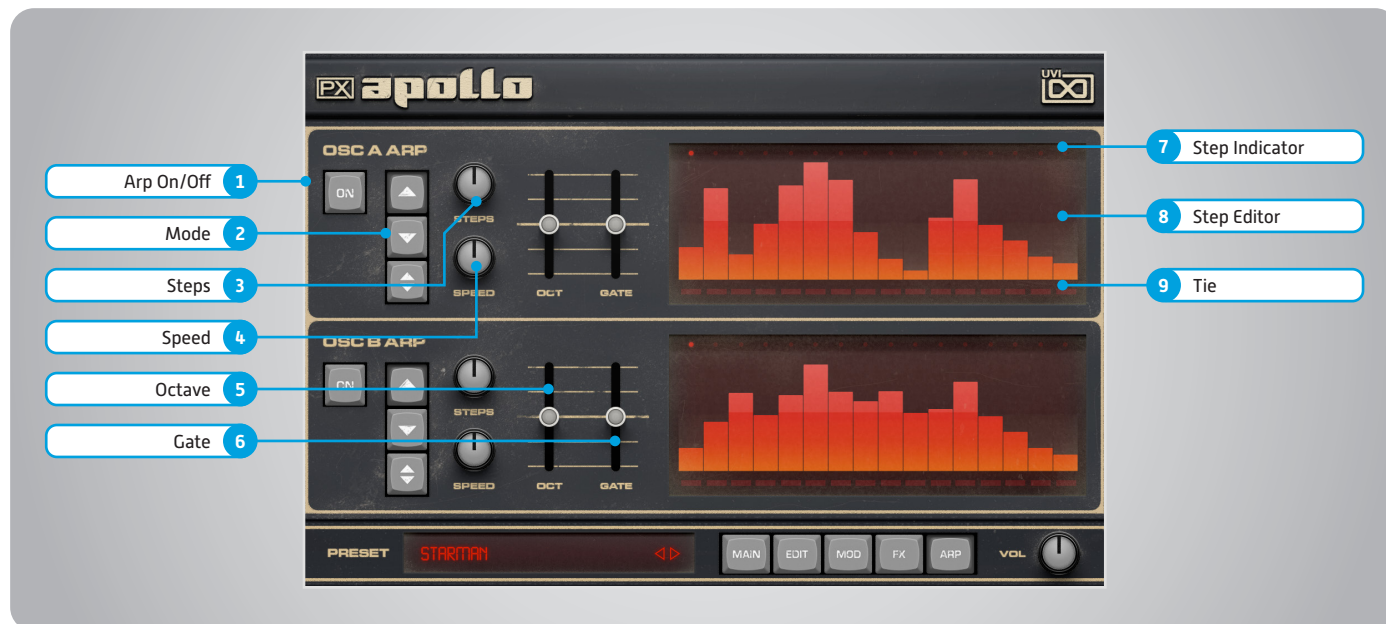 PX apollo
UVI
OSC A ARP
ON
STEPS
SPEED
OCT
GATE
OSC B ARP
ON
STEPS
SPEED
OCT
GATE
Arp On/Off 1
Mode 2
Steps 3
Speed 4
Octave 5
Gate 6
7 Step Indicator
8 Step Editor
9 Tie
PRESET
STARMAN
MAIN
EDIT
MOD
FX
ARP
VOL